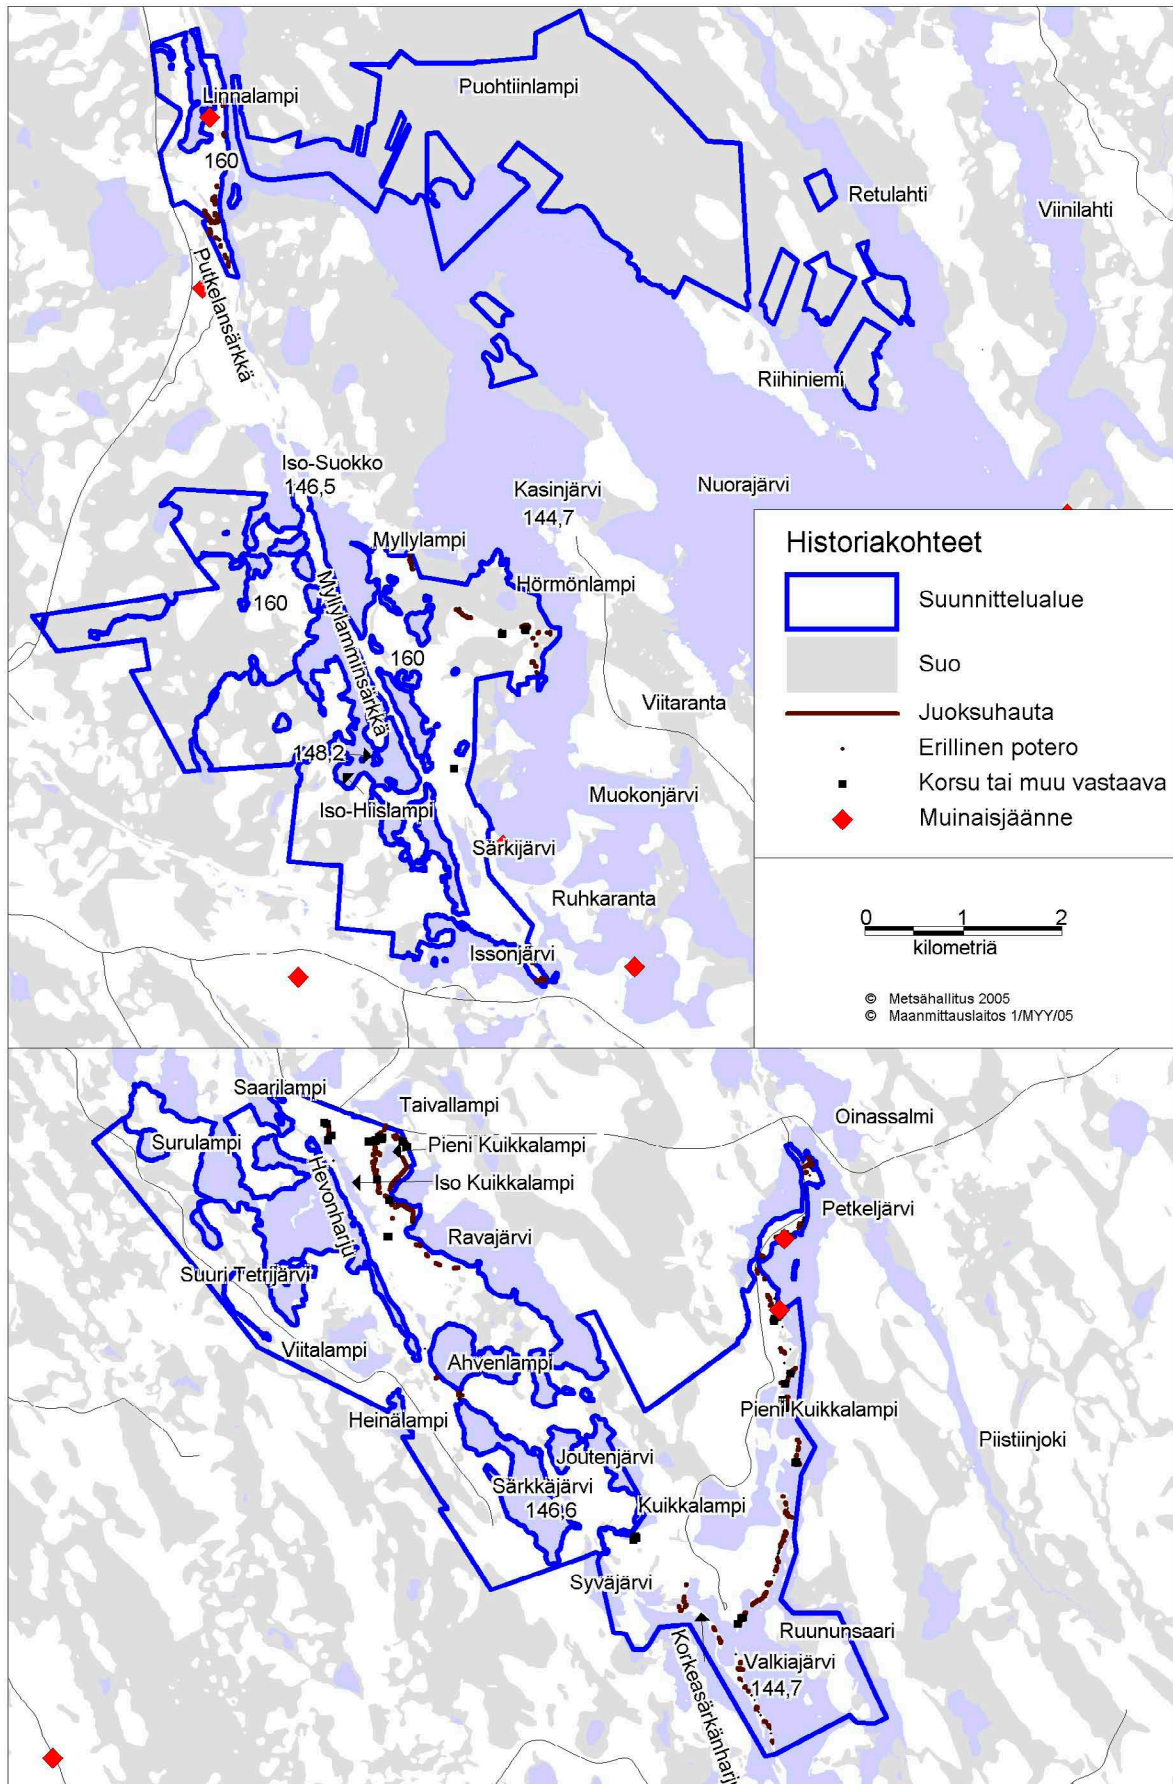 Puohtiinlampi
Linnalampi
160
Retulahti
Viinilahti
Putkelansärkkä
Riihiniemi
Iso-Suokko
146,5
Kasinjärvi
144,7
Nuorajärvi
Myllylampi
Hörmönlampi
160
Myllylamminsärkkä
160
Viitaranta
148,2
Iso-Hiislampi
Muokonjärvi
Särkijärvi
Ruhkaranta
Issonjärvi
Historiakohteet
Suunnittelualue
Suo
Juoksuhauta
Erillinen potero
Korsu tai muu vastaava
Muinaisjäänne
0 1 2
kilometriä
© Metsähallitus 2005
© Maanmittauslaitos 1/MYY/05
Saarilampi
Taivallampi
Oinassalmi
Surulampi
Pieni Kuikkalampi
Iso Kuikkalampi
Hevonharju
Petkeljärvi
Ravajärvi
Suuri Tetrijärvi
Viitalampi
Ahvenlampi
Heinälampi
Pieni Kuikkalampi
Piistiinjoki
Joutenjärvi
Särkkäjärvi
146,6
Kuikkalampi
Syväjärvi
Ruununsaari
Korkeasärkänharju
Valkiajärvi
144,7